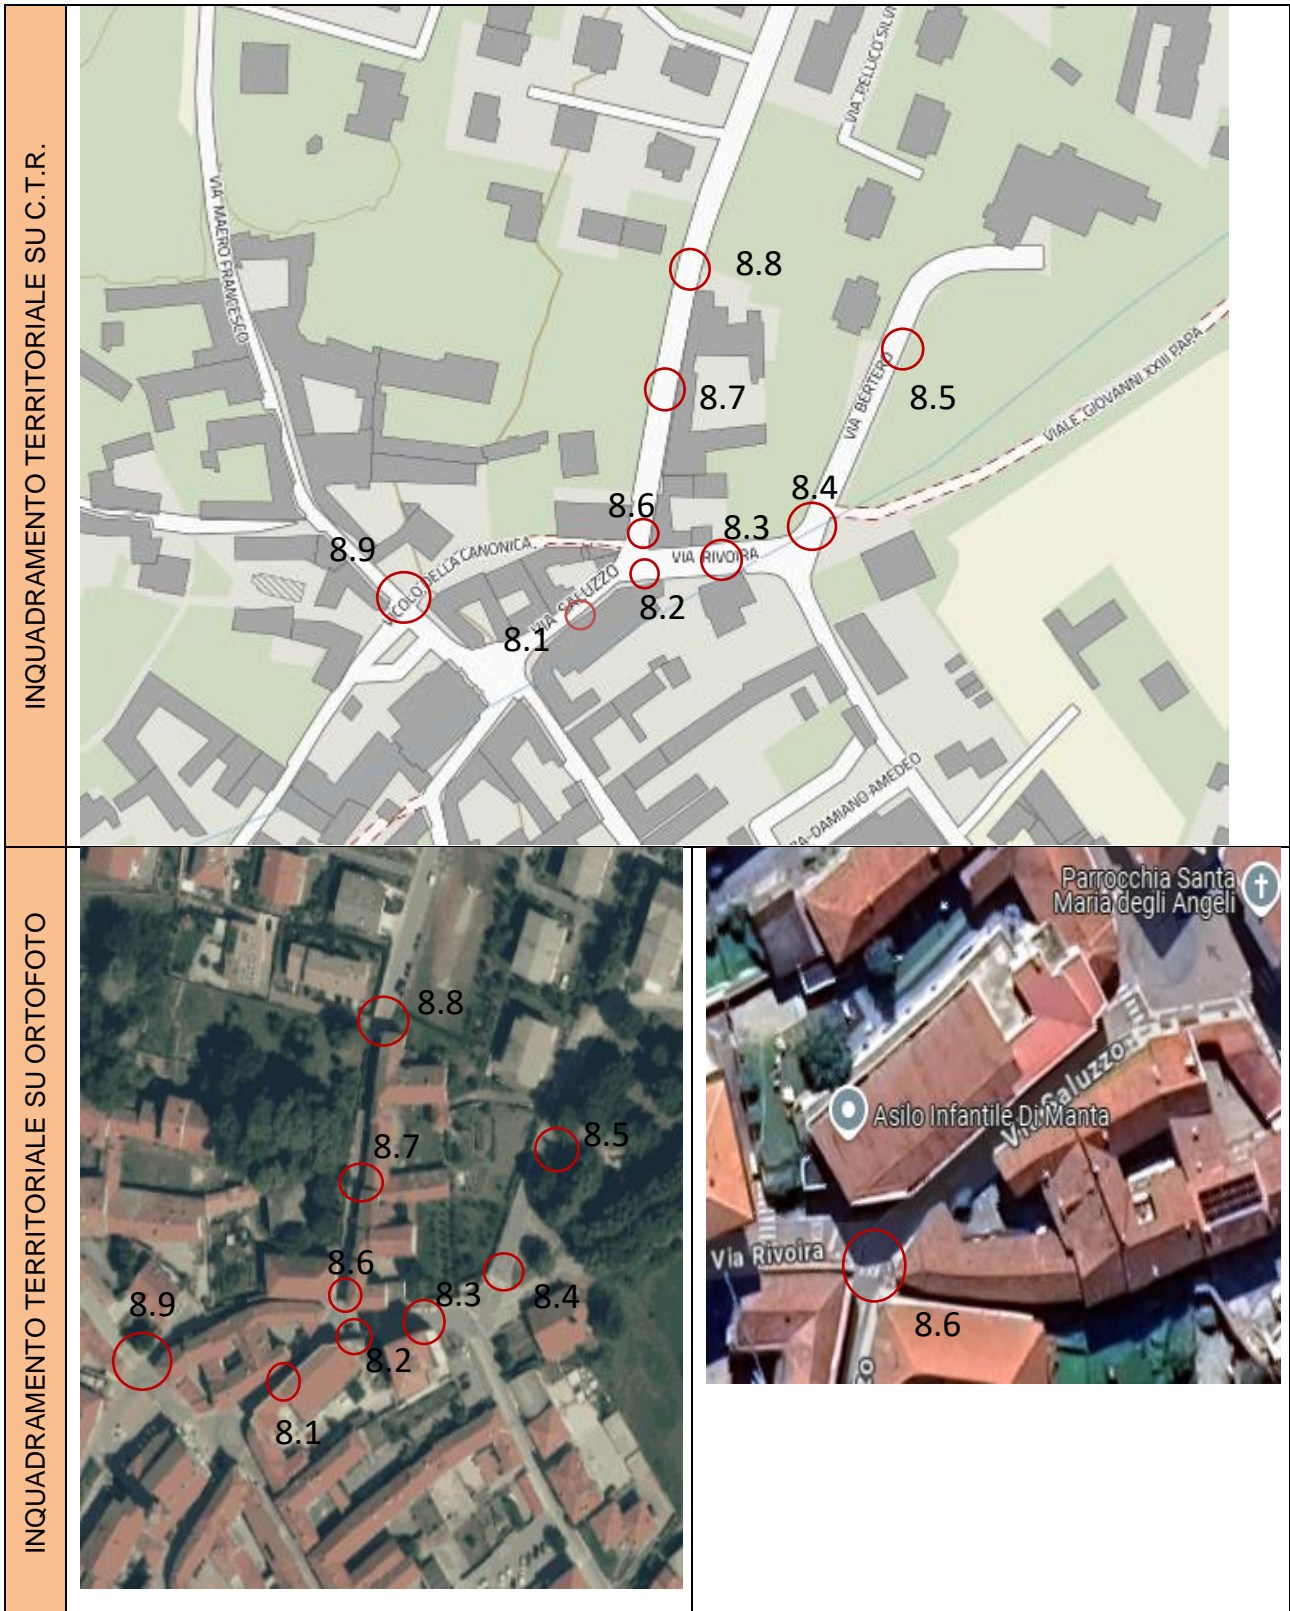 INQUADRAMENTO TERRITORIALE SU C.T.R.
VIA PELLICO SILVI
VIA MAERO FRANCESCO
8.8
8.7
8.5
VIA BERTERO
VIALE GIOVANNI XXIII PAPA
8.4
8.6
8.3
VIA RIVOIRA
8.9
VICOLO DELLA CANONICA
VIA SALUZZO
8.2
8.1
ZA DAMIANO AMEDEO
INQUADRAMENTO TERRITORIALE SU ORTOFOTO
8.8
8.7
8.5
8.6
8.3
8.4
8.9
8.2
8.1
Parrocchia Santa
Maria degli Angeli
Via Saluzzo
Asilo Infantile Di Manta
Via Rivoira
8.6
zo